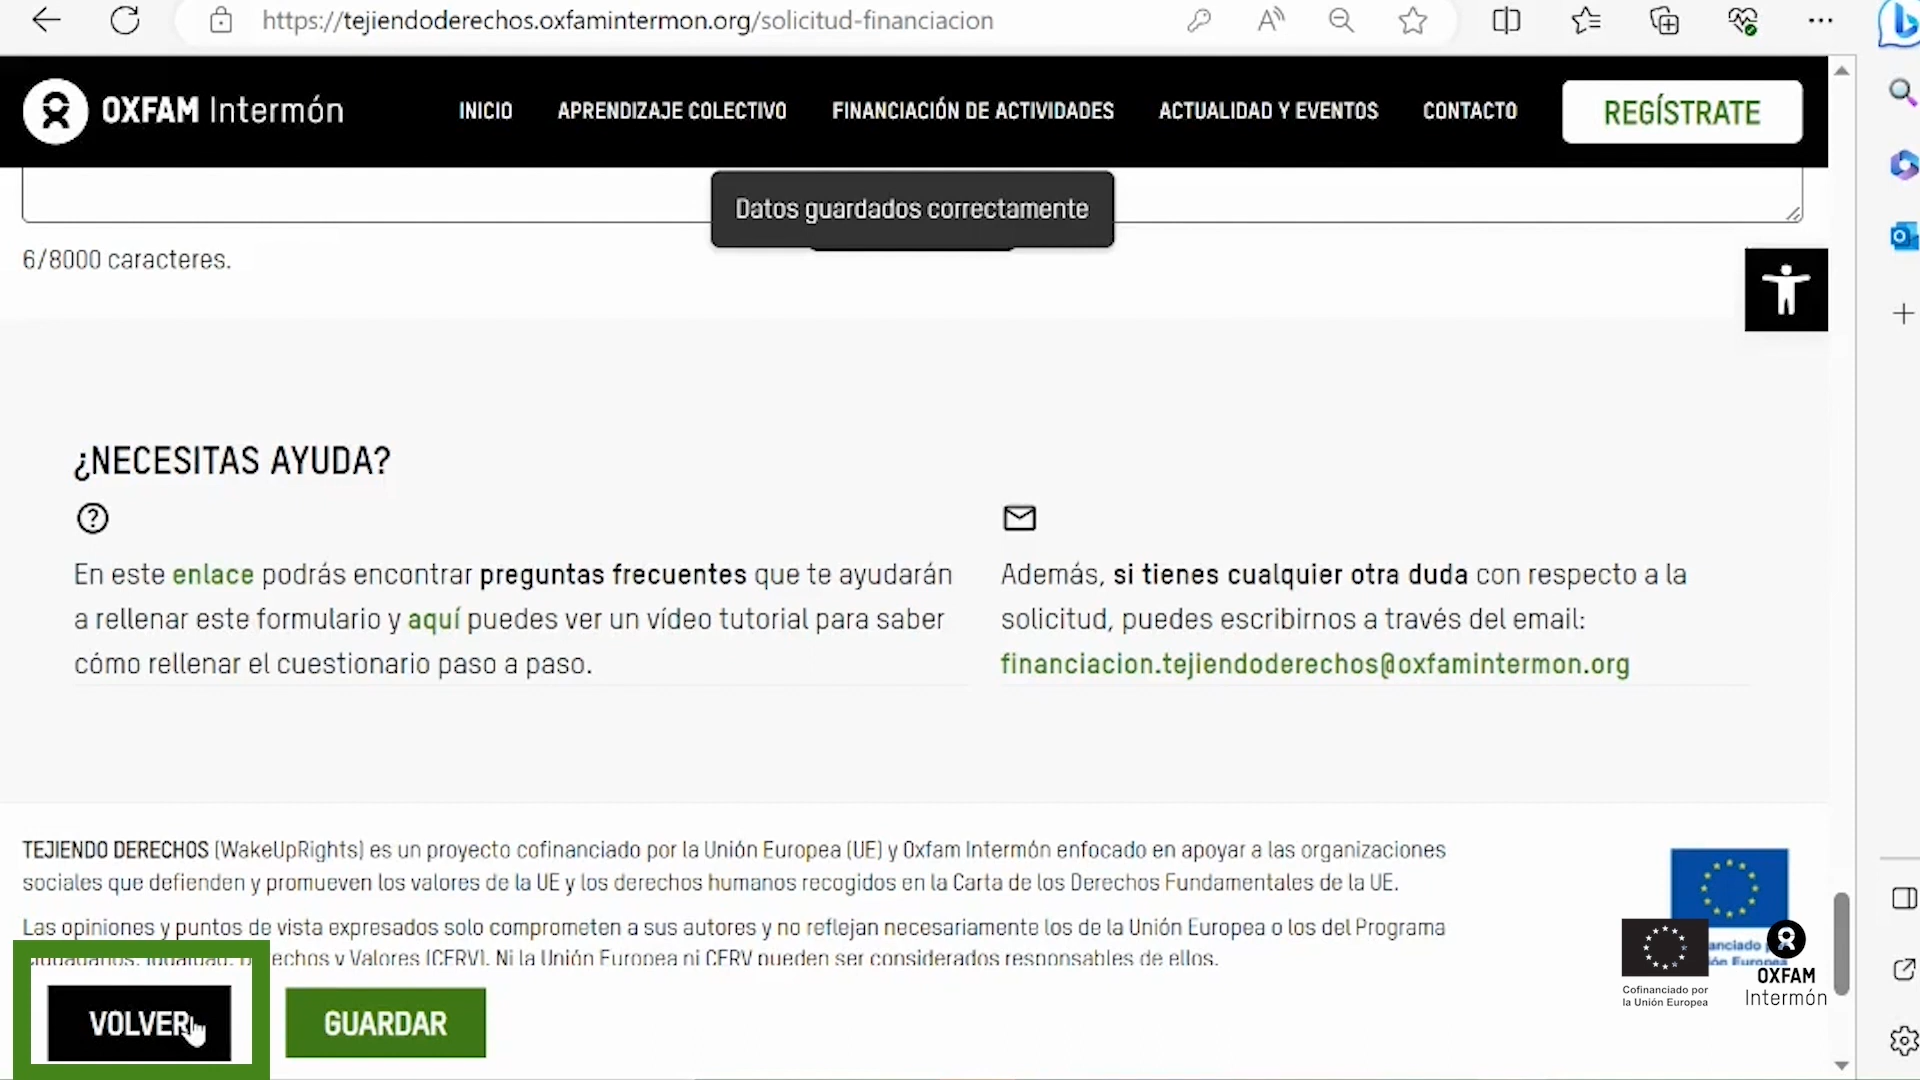 https://tejiendoderechos.oxfamintermon.org/solicitud-financiacion
OXFAM Intermón
INICIO
APRENDIZAJE COLECTIVO
FINANCIACIÓN DE ACTIVIDADES
ACTUALIDAD Y EVENTOS
CONTACTO
REGÍSTRATE
Datos guardados correctamente
6/8000 caracteres.
¿NECESITAS AYUDA?
En este enlace podrás encontrar preguntas frecuentes que te ayudarán
a rellenar este formulario y aquí puedes ver un vídeo tutorial para saber
cómo rellenar el cuestionario paso a paso.
Además, si tienes cualquier otra duda con respecto a la
solicitud, puedes escribirnos a través del email:
financiacion.tejiendoderechos@oxfamintermon.org
TEJIENDO DERECHOS (WakeUpRights) es un proyecto cofinanciado por la Unión Europea (UE) y Oxfam Intermón enfocado en apoyar a las organizaciones
sociales que defienden y promueven los valores de la UE y los derechos humanos recogidos en la Carta de los Derechos Fundamentales de la UE.
Las opiniones y puntos de vista expresados solo comprometen a sus autores y no reflejan necesariamente los de la Unión Europea o los del Programa
y Valores (CERV). Ni la Unión Europea ni CERV pueden ser considerados responsables de ellos.
Cofinanciado por
la Unión Europea
OXFAM
Intermón
VOLVER
GUARDAR